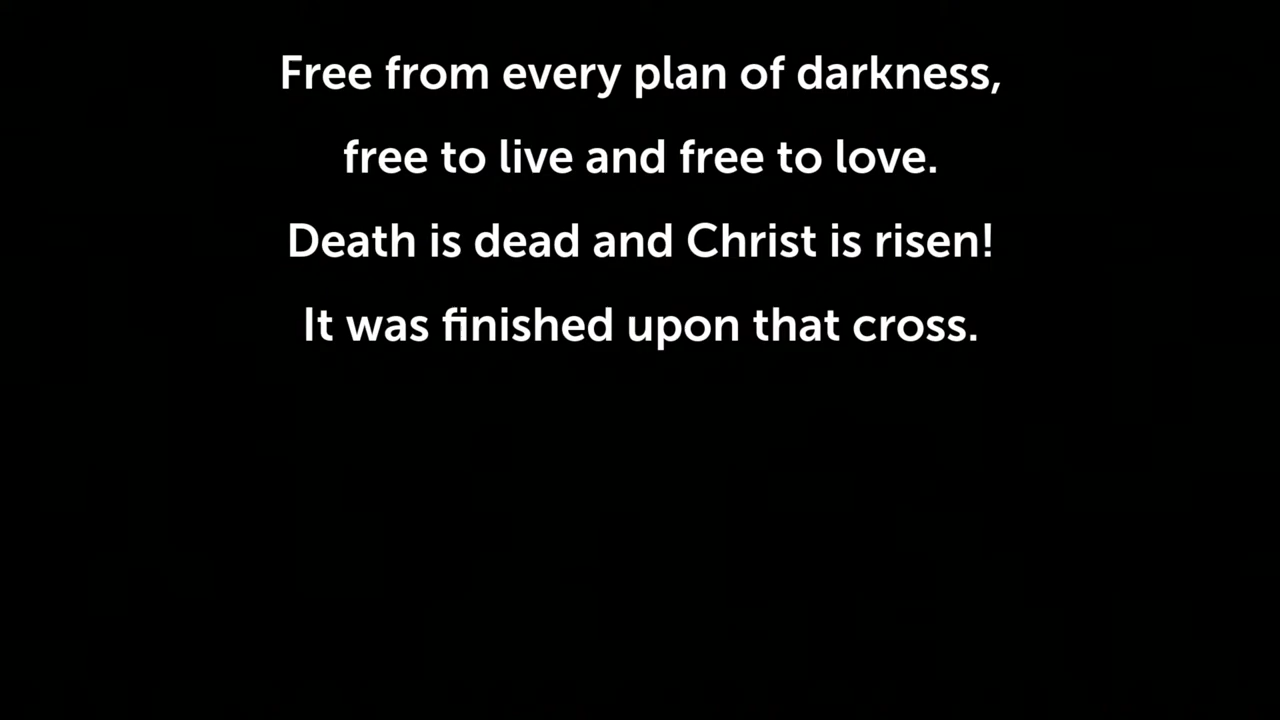 Free from every plan of darkness,
free to live and free to love.
Death is dead and Christ is risen!
It was finished upon that cross.